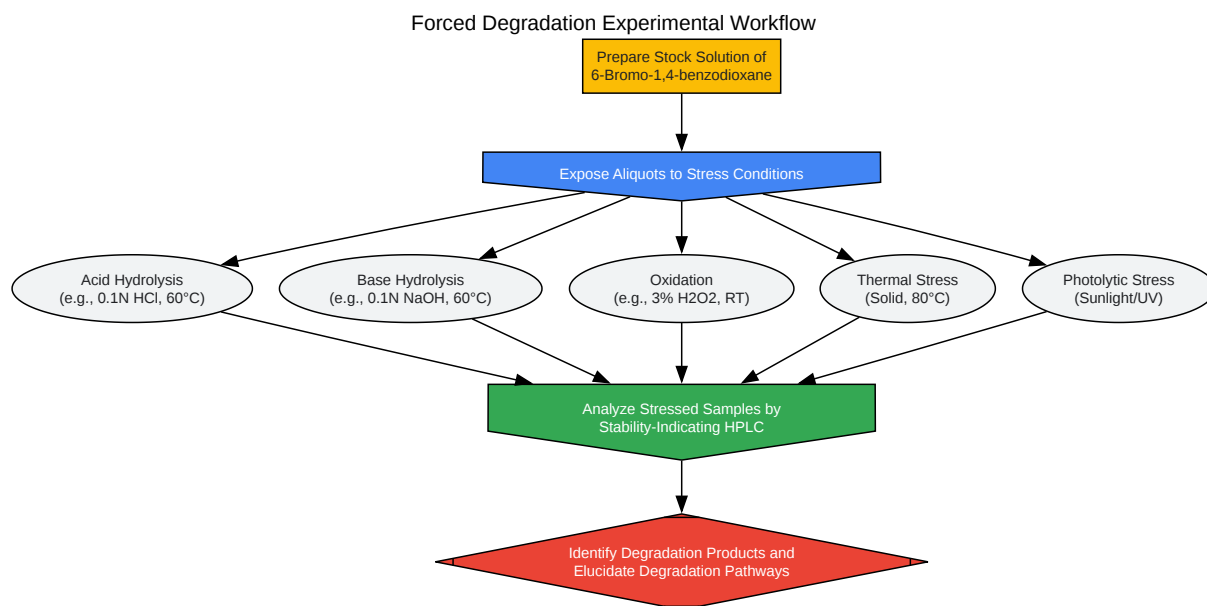 Forced Degradation Experimental Workflow
Prepare Stock Solution of
6-Bromo-1,4-benzodioxane
Expose Aliquots to Stress Conditions
Acid Hydrolysis
(e.g., 0.1N HCl, 60°C)
Base Hydrolysis
(e.g., 0.1N NaOH, 60°C)
Oxidation
(e.g., 3% H2O2, RT)
Thermal Stress
(Solid, 80°C)
Photolytic Stress
(Sunlight/UV)
Analyze Stressed Samples by
Stability-Indicating HPLC
Identify Degradation Products and
Elucidate Degradation Pathways